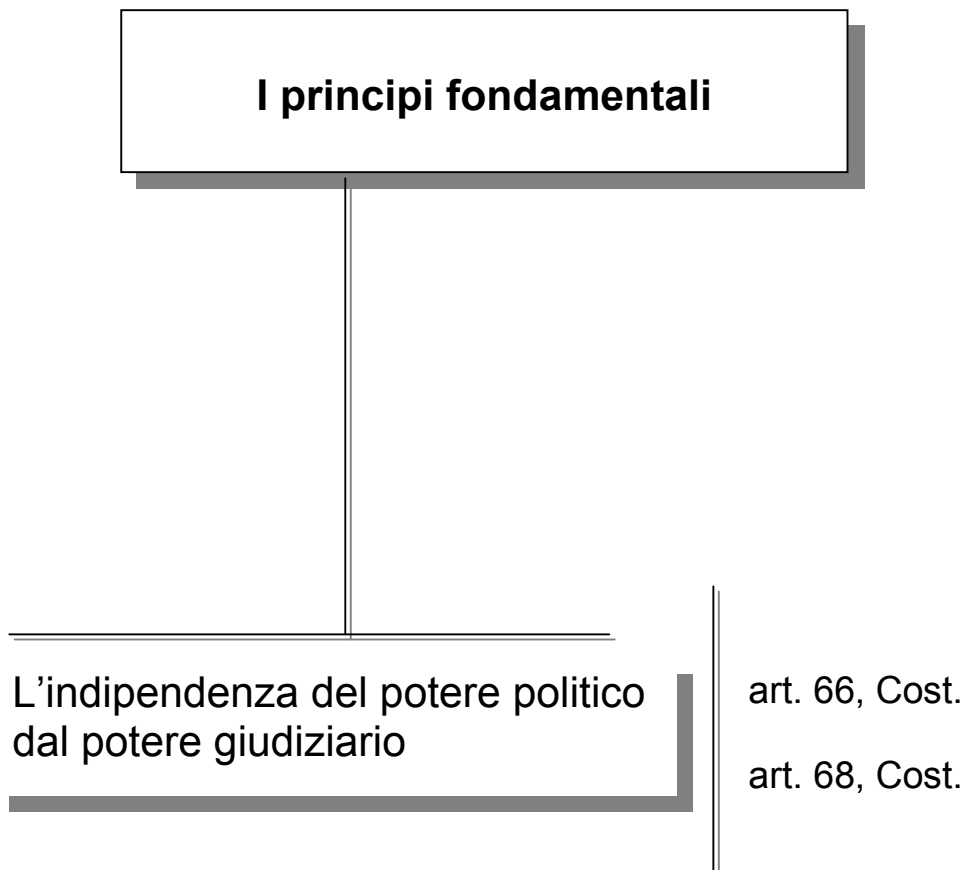 I principi fondamentali
L’indipendenza del potere politico
dal potere giudiziario
art. 66, Cost.
art. 68, Cost.